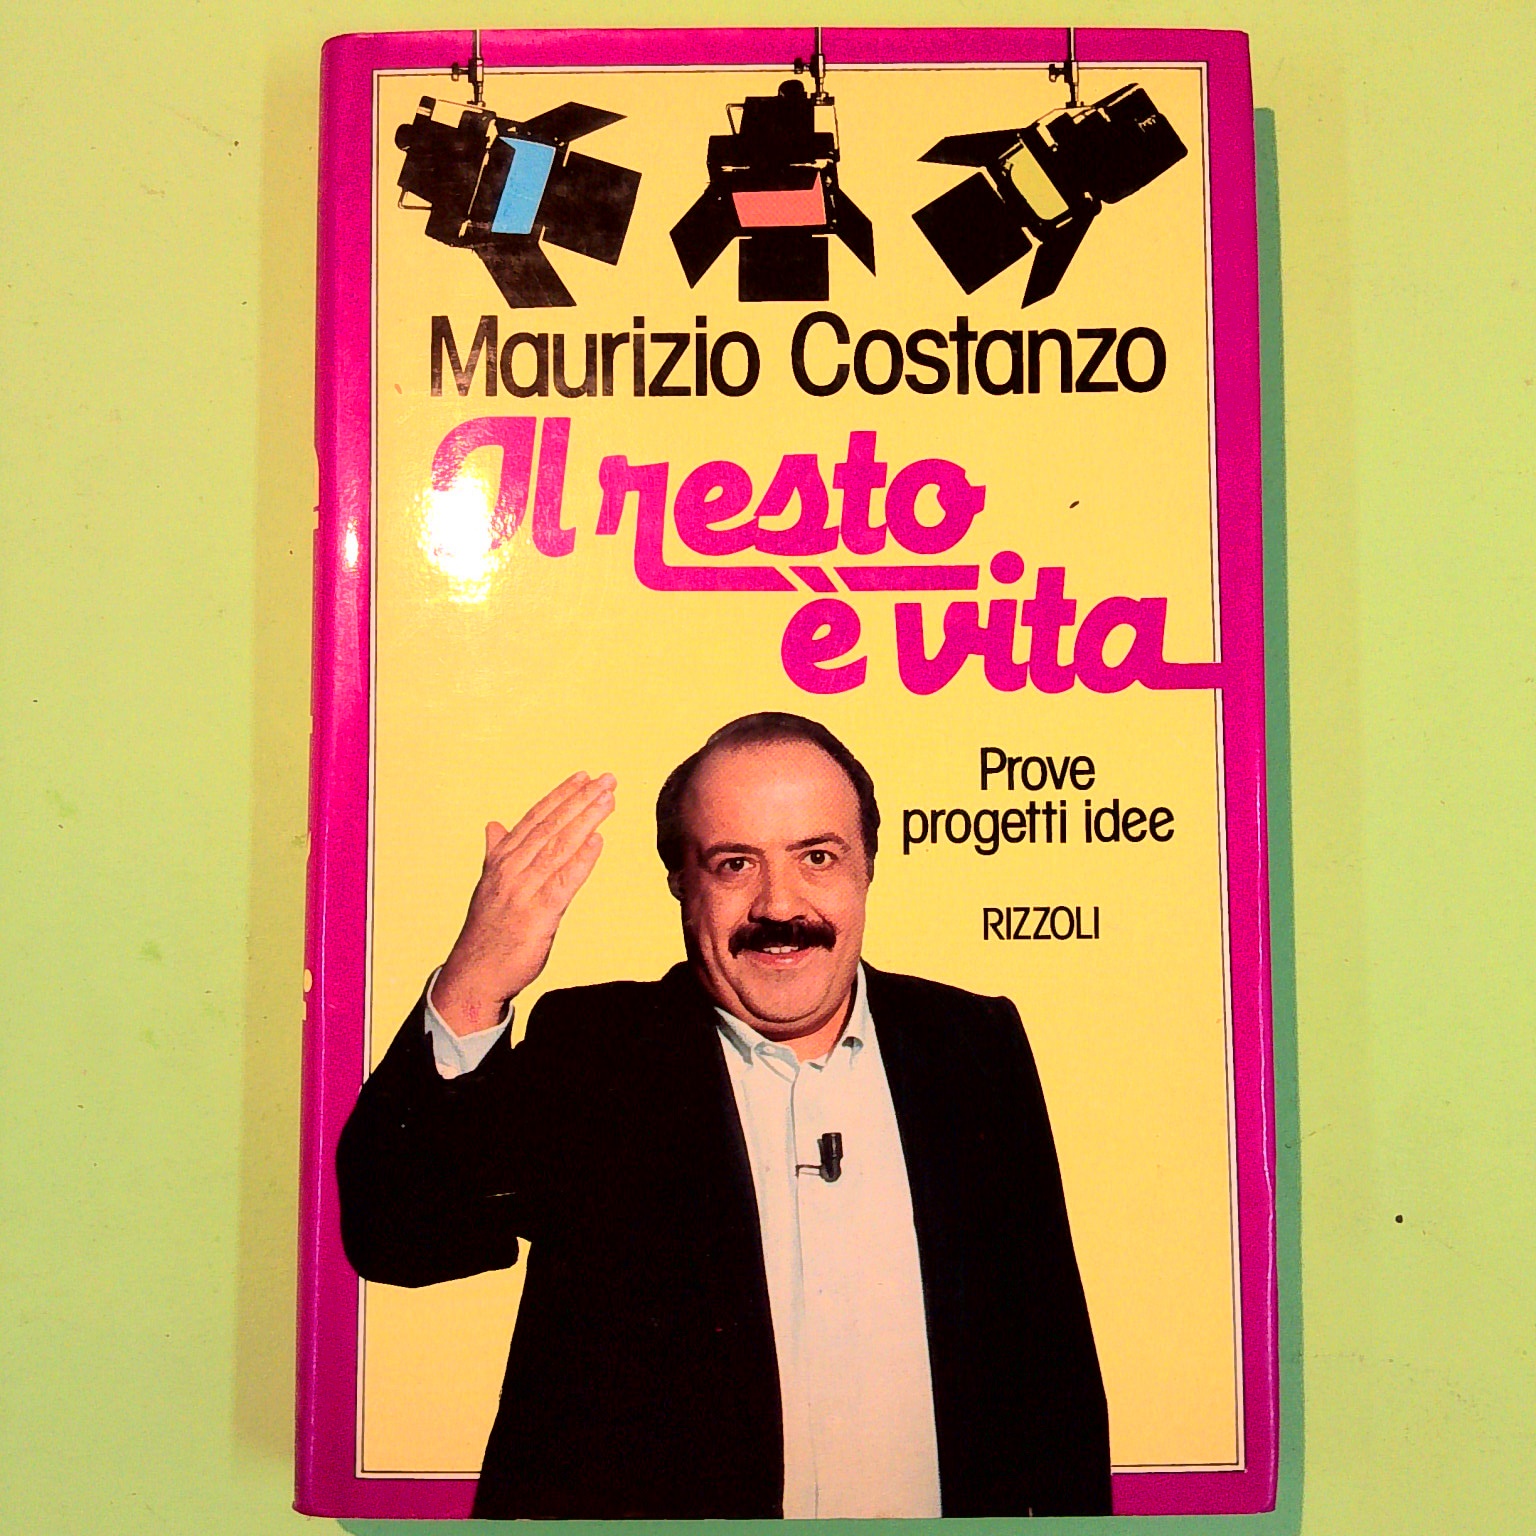 Maurizio Costanzo
Il resto
è vita
Prove
progetti idee
RIZZOLI